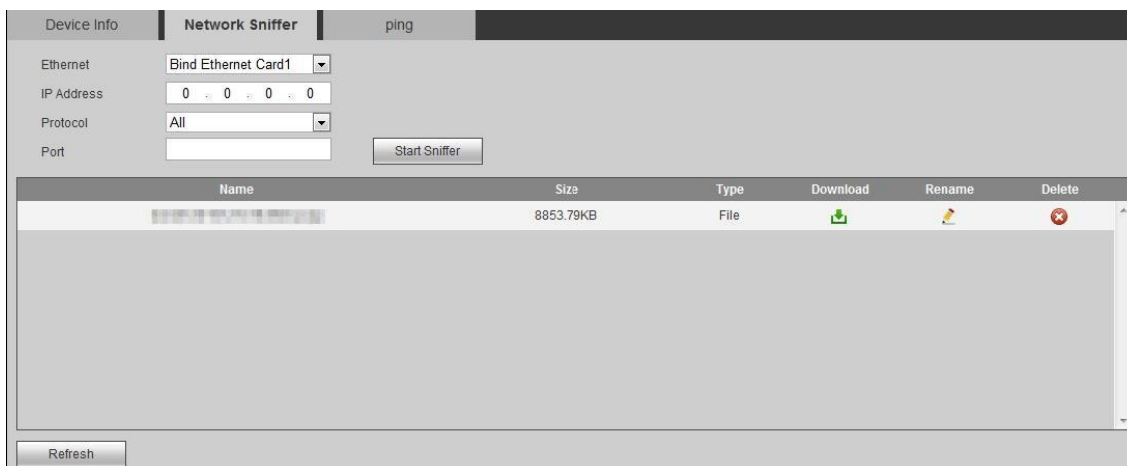 Device Info Network Sniffer ping
Ethernet Bind Ethernet Card1
IP Address 0 . 0 . 0 . 0
Protocol All
Port Start Sniffer
Name Size Type Download Rename Delete
8853.79KB File
Refresh